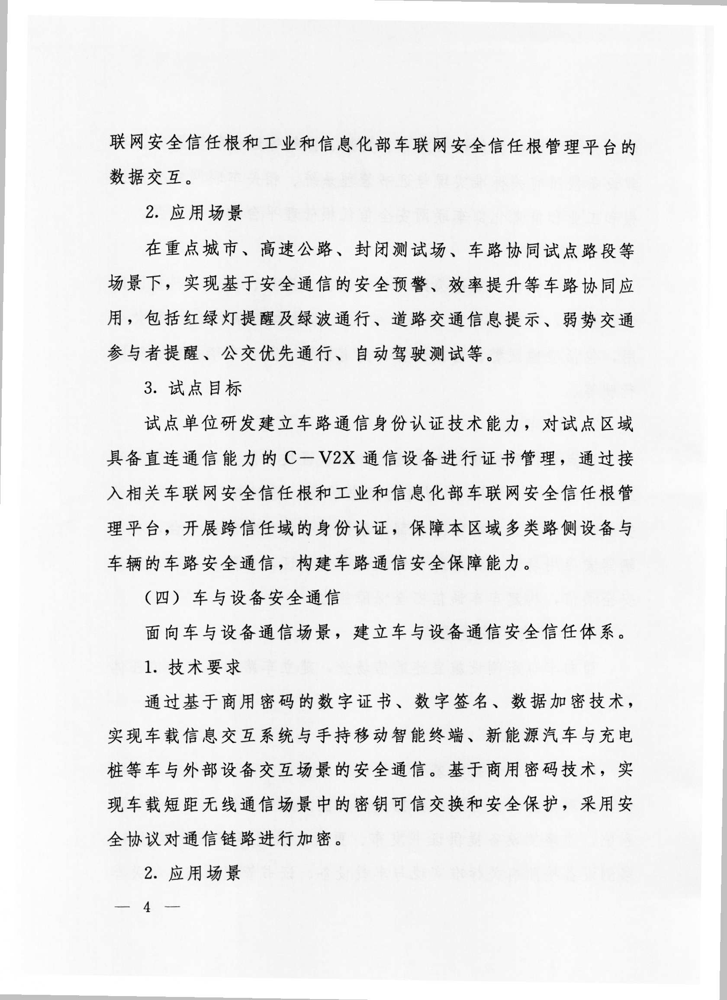 联网安全信任根和工业和信息化部车联网安全信任根管理平台的
数据交互。
2. 应用场景
在重点城市、高速公路、封闭测试场、车路协同试点路段等
场景下，实现基于安全通信的安全预警、效率提升等车路协同应
用，包括红绿灯提醒及绿波通行、道路交通信息提示、弱势交通
参与者提醒、公交优先通行、自动驾驶测试等。
3. 试点目标
试点单位研发建立车路通信身份认证技术能力，对试点区域
具备直连通信能力的 C－V2X 通信设备进行证书管理，通过接
入相关车联网安全信任根和工业和信息化部车联网安全信任根管
理平台，开展跨信任域的身份认证，保障本区域多类路侧设备与
车辆的车路安全通信，构建车路通信安全保障能力。
（四）车与设备安全通信
面向车与设备通信场景，建立车与设备通信安全信任体系。
1. 技术要求
通过基于商用密码的数字证书、数字签名、数据加密技术，
实现车载信息交互系统与手持移动智能终端、新能源汽车与充电
桩等车与外部设备交互场景的安全通信。基于商用密码技术，实
现车载短距无线通信场景中的密钥可信交换和安全保护，采用安
全协议对通信链路进行加密。
2. 应用场景
— 4 —